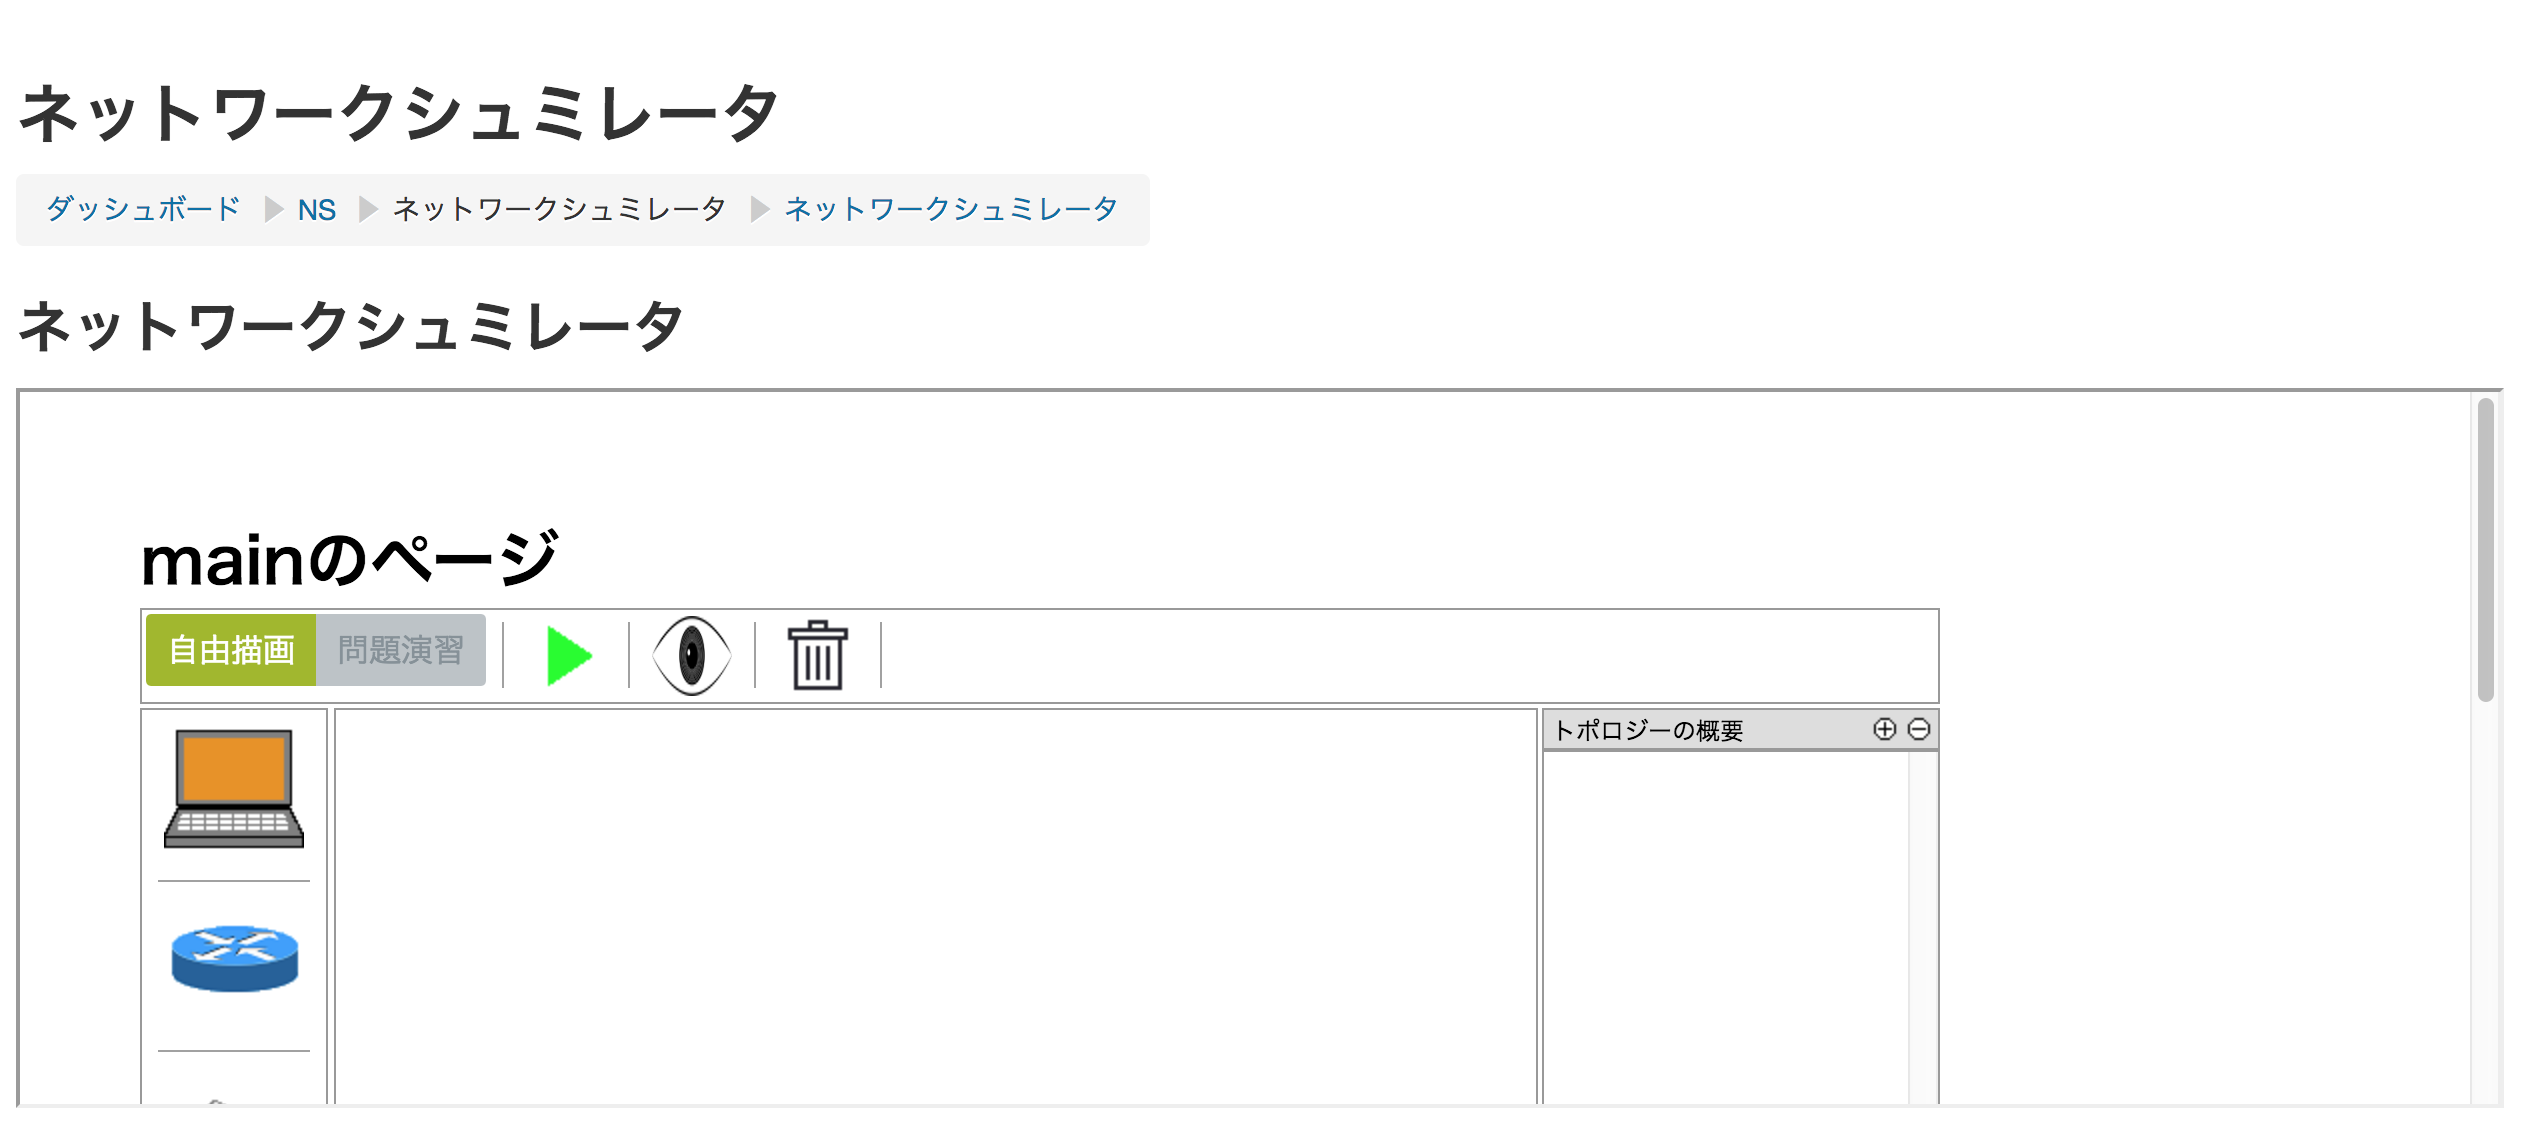 ネットワークシュミレータ
ダッシュボード NS ネットワークシュミレータ ネットワークシュミレータ
ネットワークシュミレータ
mainのページ
自由描画 問題演習
トポロジーの概要